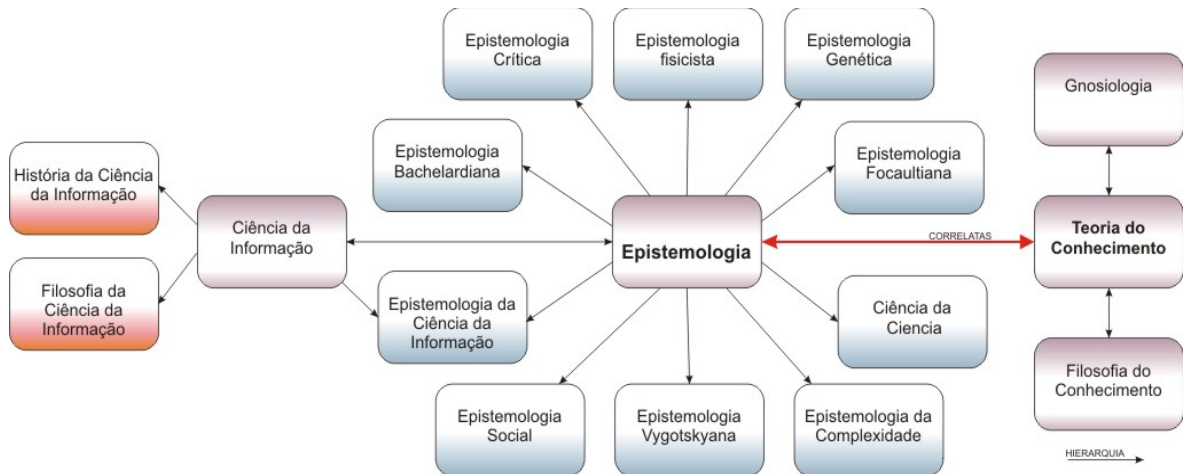 Epistemologia
Crítica
Epistemologia
fisicista
Epistemologia
Genética
Gnosiologia
História da Ciência
da Informação
Epistemologia
Bachelardiana
Epistemologia
Focaultiana
Ciência da
Informação
Epistemologia
CORRELATAS
Teoria do
Conhecimento
Filosofia da
Ciência da
Informação
Epistemologia da
Ciência da
Informação
Ciência da
Ciencia
Filosofia do
Conhecimento
Epistemologia
Social
Epistemologia
Vygotskyana
Epistemologia da
Complexidade
HIERARQUIA